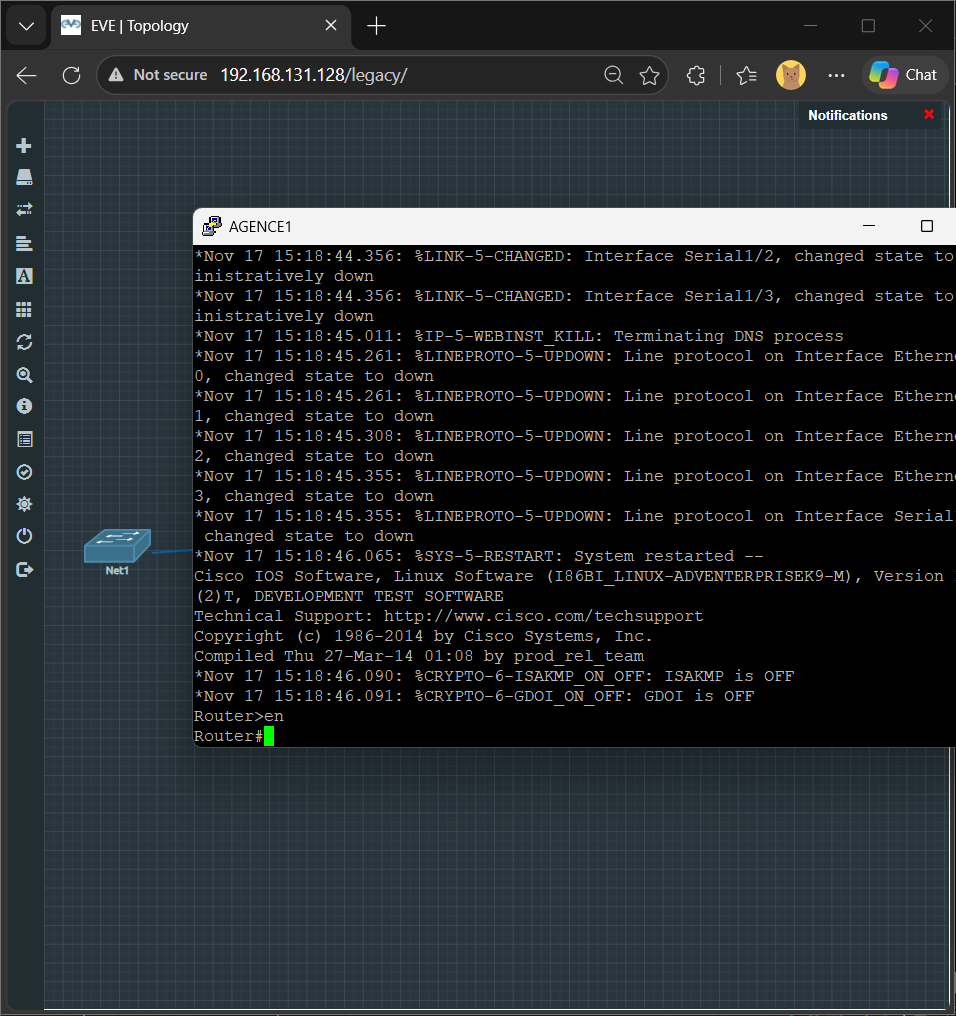 EVE | Topology
Not secure 192.168.131.128/legacy/
Chat
Notifications
AGENCE1
*Nov 17 15:18:44.356: %LINK-5-CHANGED: Interface Serial1/2, changed state to
inistratively down
*Nov 17 15:18:44.356: %LINK-5-CHANGED: Interface Serial1/3, changed state to
inistratively down
*Nov 17 15:18:45.011: %IP-5-WEBINST_KILL: Terminating DNS process
*Nov 17 15:18:45.261: %LINEPROTO-5-UPDOWN: Line protocol on Interface Etherne
0, changed state to down
*Nov 17 15:18:45.261: %LINEPROTO-5-UPDOWN: Line protocol on Interface Etherne
1, changed state to down
*Nov 17 15:18:45.308: %LINEPROTO-5-UPDOWN: Line protocol on Interface Etherne
2, changed state to down
*Nov 17 15:18:45.355: %LINEPROTO-5-UPDOWN: Line protocol on Interface Etherne
3, changed state to down
*Nov 17 15:18:45.355: %LINEPROTO-5-UPDOWN: Line protocol on Interface Serial
changed state to down
*Nov 17 15:18:46.065: %SYS-5-RESTART: System restarted --
Cisco IOS Software, Linux Software (I86BI_LINUX-ADVENTERPRISEK9-M), Version
(2)T, DEVELOPMENT TEST SOFTWARE
Technical Support: http://www.cisco.com/techsupport
Copyright (c) 1986-2014 by Cisco Systems, Inc.
Compiled Thu 27-Mar-14 01:08 by prod_rel_team
*Nov 17 15:18:46.090: %CRYPTO-6-ISAKMP_ON_OFF: ISAKMP is OFF
*Nov 17 15:18:46.091: %CRYPTO-6-GDOI_ON_OFF: GDOI is OFF
Router>en
Router#
Net1